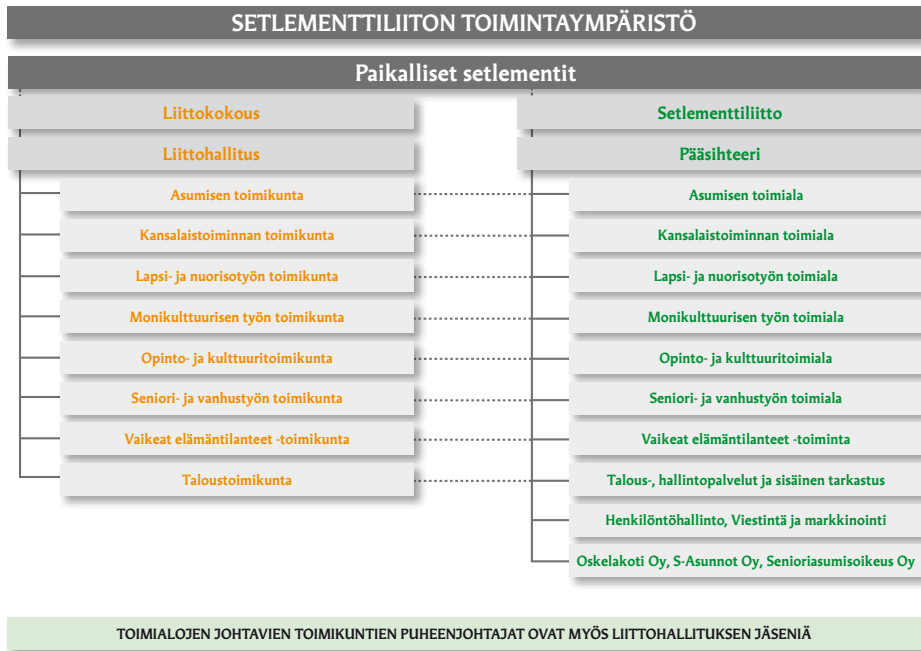 SETLEMENTTILIITON TOIMINTAYMPÄRISTÖ
Paikalliset setlementit
Liittokokous
Setlementtiliitto
Liittohallitus
Pääsihteeri
Asumisen toimikunta
Asumisen toimiala
Kansalaistoiminnan toimikunta
Kansalaistoiminnan toimiala
Lapsi- ja nuorisotyön toimikunta
Lapsi- ja nuorisotyön toimiala
Monikulttuurisen työn toimikunta
Monikulttuurisen työn toimiala
Opinto- ja kulttuuritoimikunta
Opinto- ja kulttuuritoimiala
Seniori- ja vanhustyön toimikunta
Seniori- ja vanhustyön toimiala
Vaikeat elämäntilanteet -toimikunta
Vaikeat elämäntilanteet -toiminta
Taloustoimikunta
Talous-, hallintopalvelut ja sisäinen tarkastus
Henkilöntöhallinto, Viestintä ja markkinointi
Oskelakoti Oy, S-Asunnot Oy, Senioriasumisoikeus Oy
TOIMIALOJEN JOHTAVIEN TOIMIKUNTIEN PUHEENJOHTAJAT OVAT MYÖS LIITTOHALLITUKSEN JÄSENIÄ